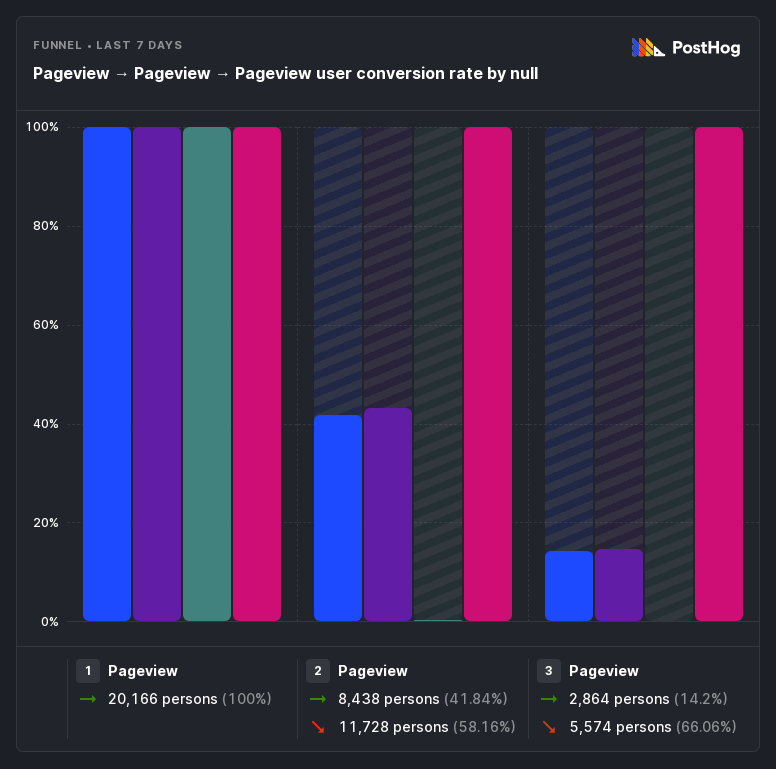 FUNNEL • LAST 7 DAYS
PostHog
Pageview → Pageview → Pageview user conversion rate by null
100%
80%
60%
40%
20%
0%
1 Pageview
→ 20,166 persons (100%)
2 Pageview
→ 8,438 persons (41.84%)
↘ 11,728 persons (58.16%)
3 Pageview
→ 2,864 persons (14.2%)
↘ 5,574 persons (66.06%)